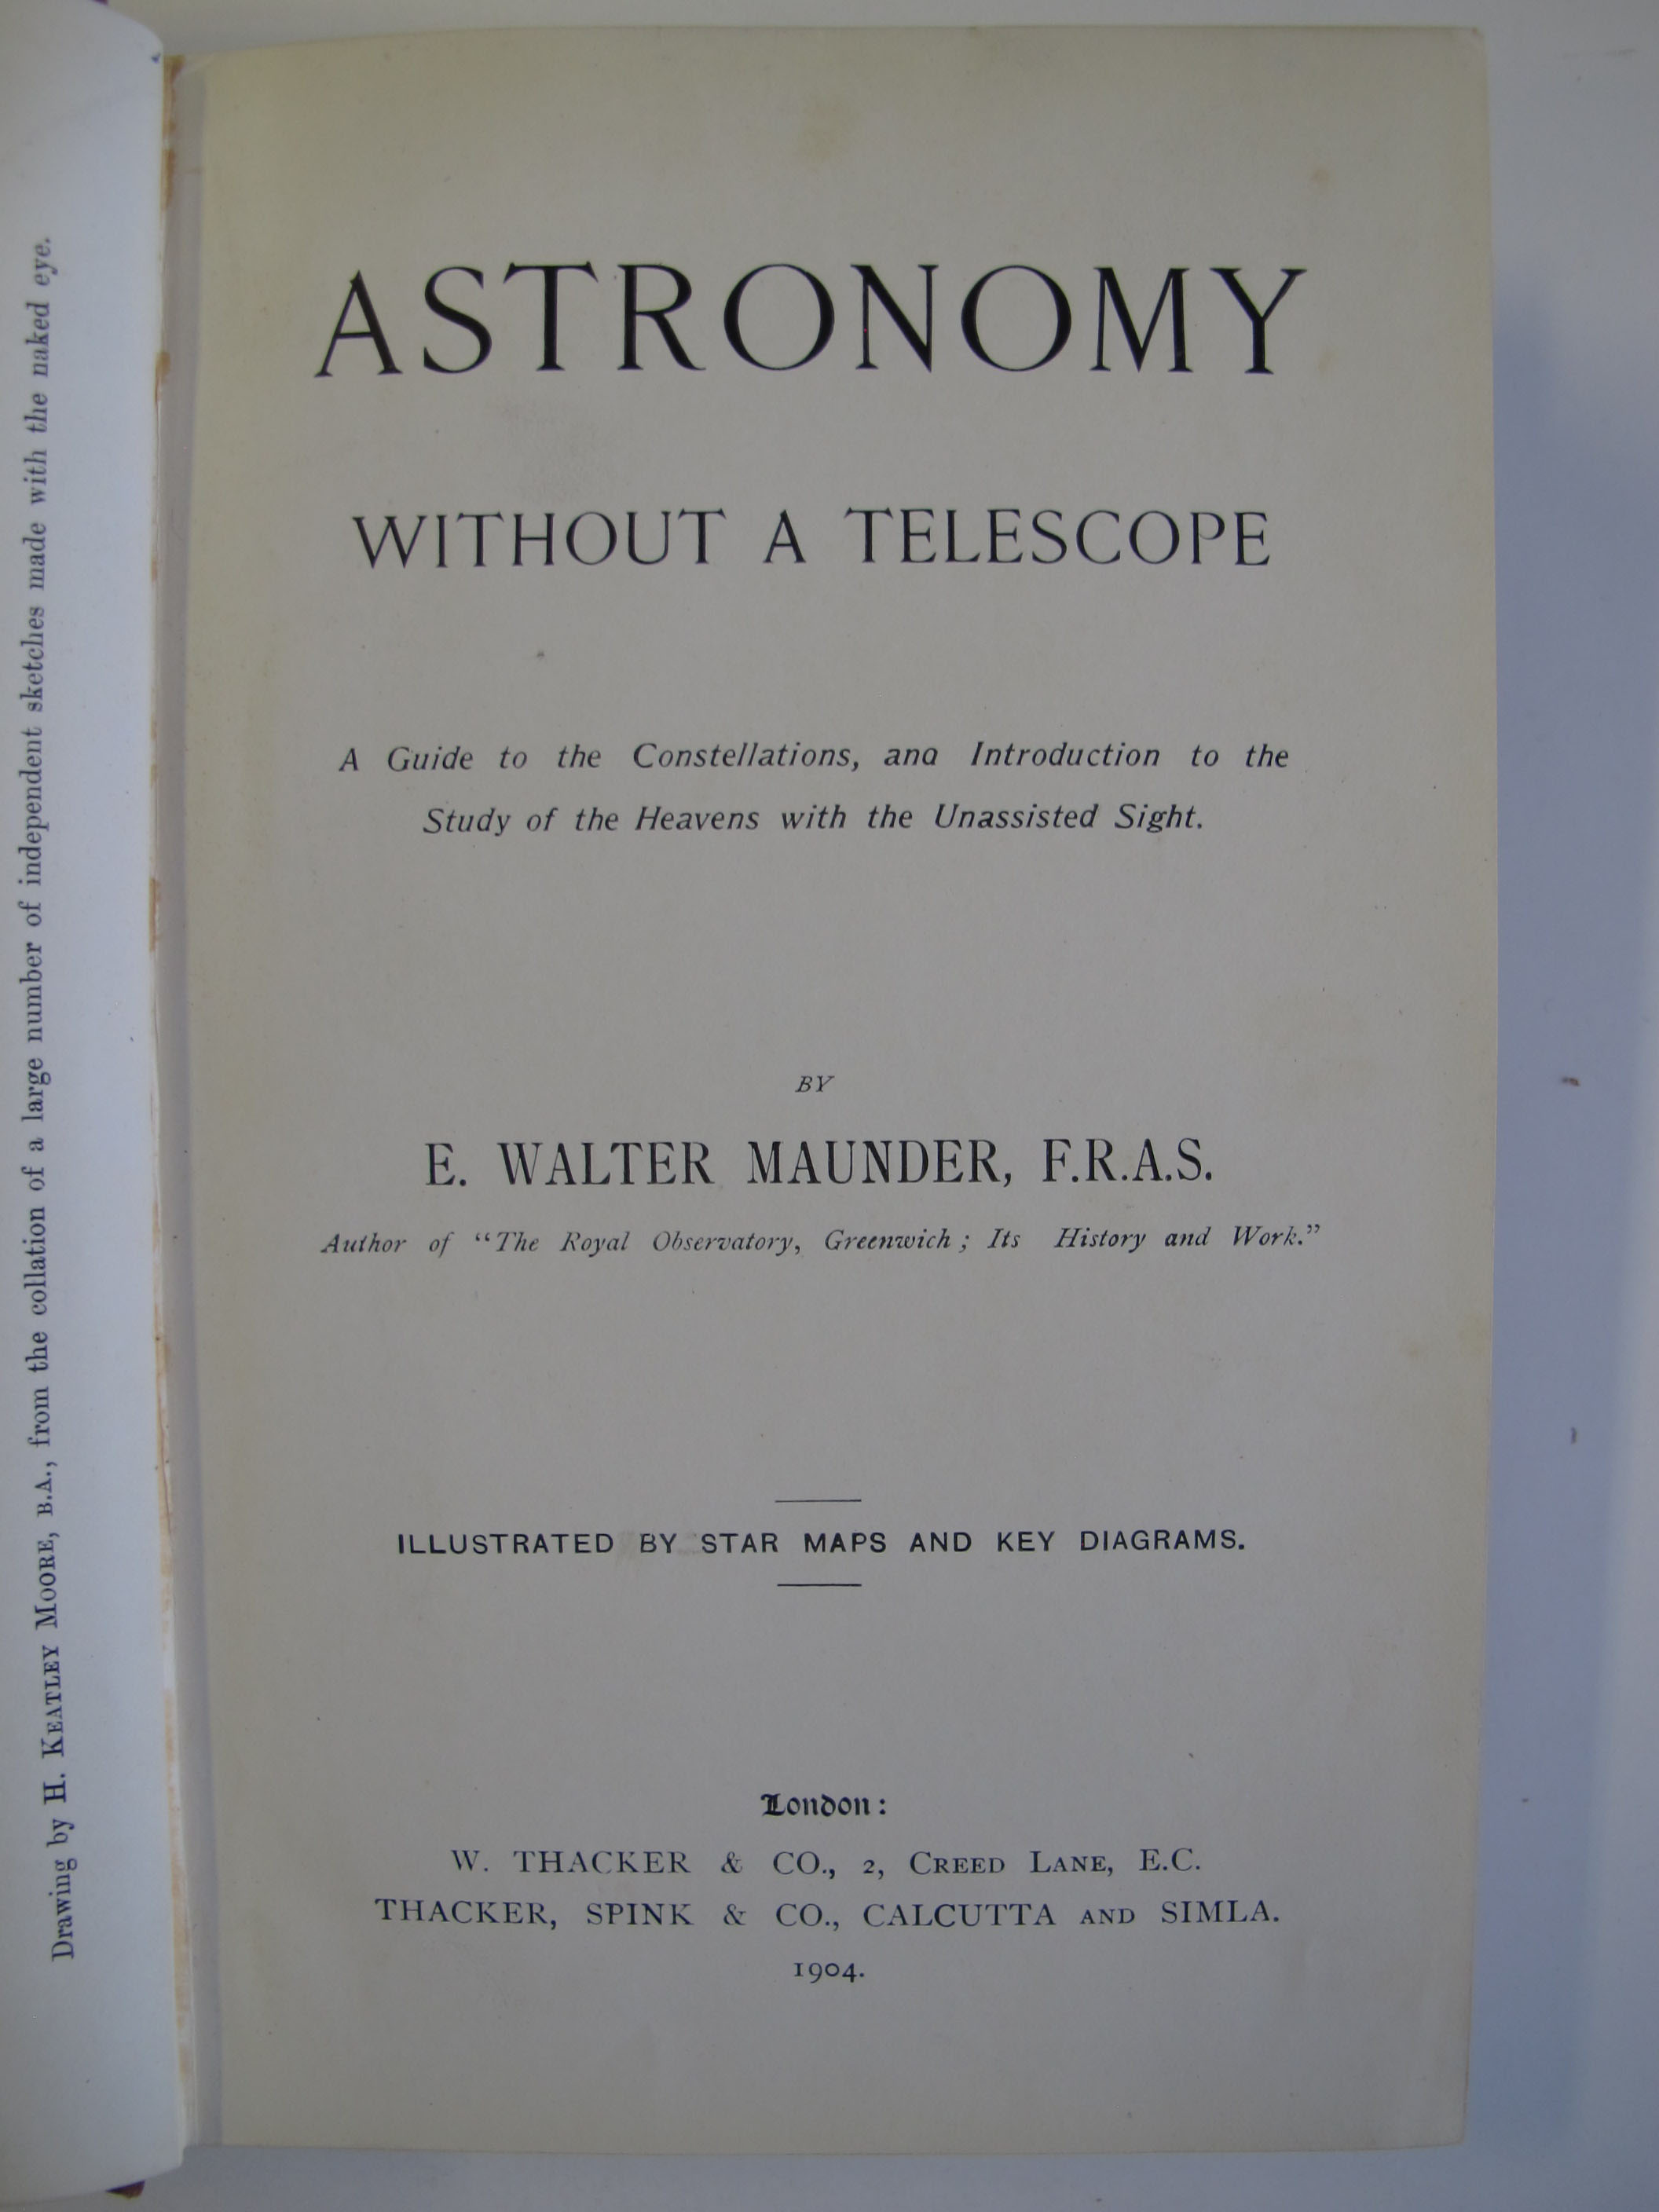 Drawing by H. KEATLEY MOORE, B.A., from the collation of a large number of independent sketches made with the naked eye.
ASTRONOMY
WITHOUT A TELESCOPE
A Guide to the Constellations, and Introduction to the
Study of the Heavens with the Unassisted Sight.
BY
E. WALTER MAUNDER, F.R.A.S.
Author of “The Royal Observatory, Greenwich; Its History and Work.”
ILLUSTRATED BY STAR MAPS AND KEY DIAGRAMS.
London:
W. THACKER & CO., 2, CREED LANE, E.C.
THACKER, SPINK & CO., CALCUTTA AND SIMLA.
1904.